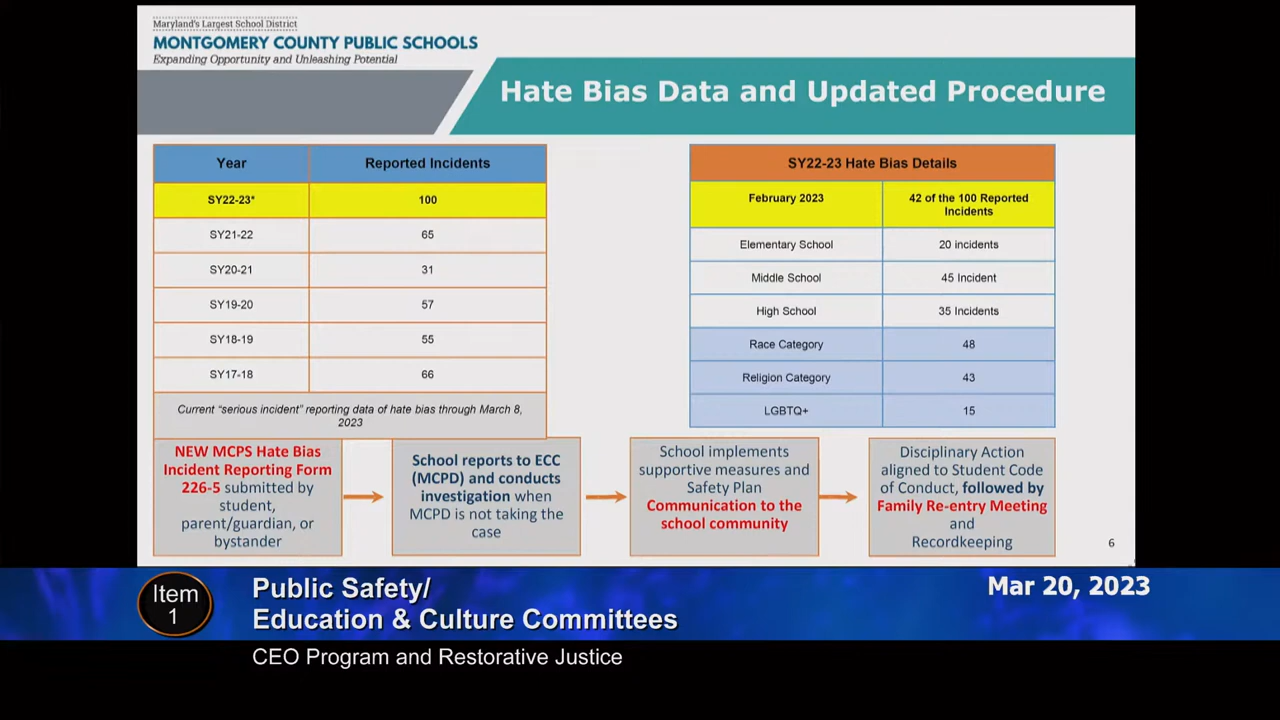 Maryland's Largest School District
MONTGOMERY COUNTY PUBLIC SCHOOLS
Expanding Opportunity and Unleashing Potential
Hate Bias Data and Updated Procedure
Year Reported Incidents
SY22-23* 100
SY21-22 65
SY20-21 31
SY19-20 57
SY18-19 55
SY17-18 66
Current “serious incident” reporting data of hate bias through March 8,
2023
SY22-23 Hate Bias Details
February 2023 42 of the 100 Reported
Incidents
Elementary School 20 incidents
Middle School 45 Incident
High School 35 Incidents
Race Category 48
Religion Category 43
LGBTQ+ 15
NEW MCPS Hate Bias
Incident Reporting Form
226-5 submitted by
student,
parent/guardian, or
bystander
School reports to ECC
(MCPD) and conducts
investigation when
MCPD is not taking the
case
School implements
supportive measures and
Safety Plan
Communication to the
school community
Disciplinary Action
aligned to Student Code
of Conduct, followed by
Family Re-entry Meeting
and
Recordkeeping
6
Item
1
Public Safety/
Education & Culture Committees
Mar 20, 2023
CEO Program and Restorative Justice